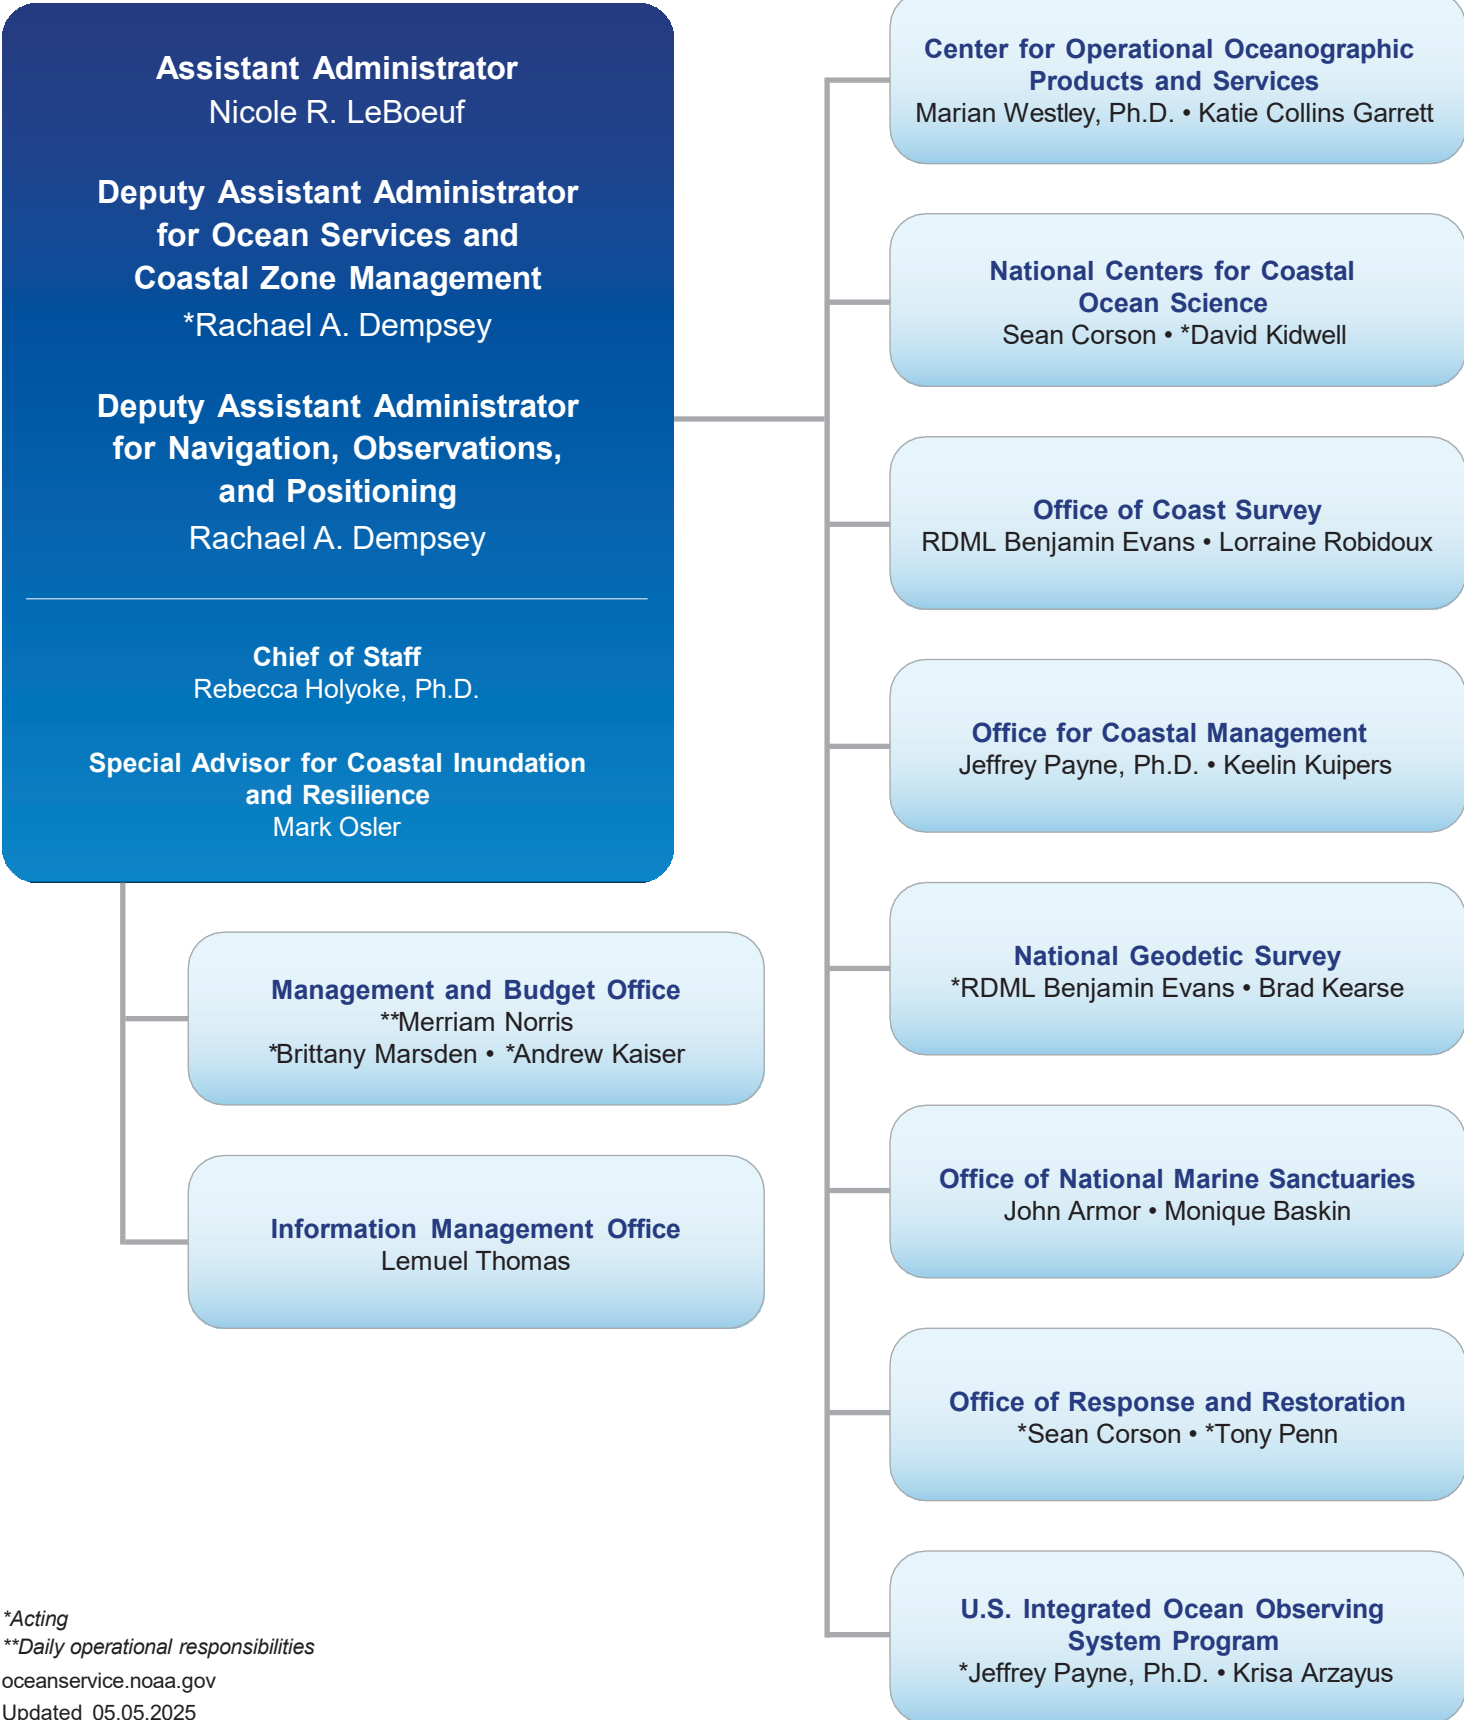 Assistant Administrator
Nicole R. LeBoeuf
Deputy Assistant Administrator
for Ocean Services and
Coastal Zone Management
*Rachael A. Dempsey
Deputy Assistant Administrator
for Navigation, Observations,
and Positioning
Rachael A. Dempsey
Chief of Staff
Rebecca Holyoke, Ph.D.
Special Advisor for Coastal Inundation
and Resilience
Mark Osler
Management and Budget Office
**Merriam Norris
*Brittany Marsden • *Andrew Kaiser
Information Management Office
Lemuel Thomas
Center for Operational Oceanographic
Products and Services
Marian Westley, Ph.D. • Katie Collins Garrett
National Centers for Coastal
Ocean Science
Sean Corson • *David Kidwell
Office of Coast Survey
RDML Benjamin Evans • Lorraine Robidoux
Office for Coastal Management
Jeffrey Payne, Ph.D. • Keelin Kuipers
National Geodetic Survey
*RDML Benjamin Evans • Brad Kearse
Office of National Marine Sanctuaries
John Armor • Monique Baskin
Office of Response and Restoration
*Sean Corson • *Tony Penn
U.S. Integrated Ocean Observing
System Program
*Jeffrey Payne, Ph.D. • Krisa Arzayus
*Acting
**Daily operational responsibilities
oceanservice.noaa.gov
Updated 05.05.2025